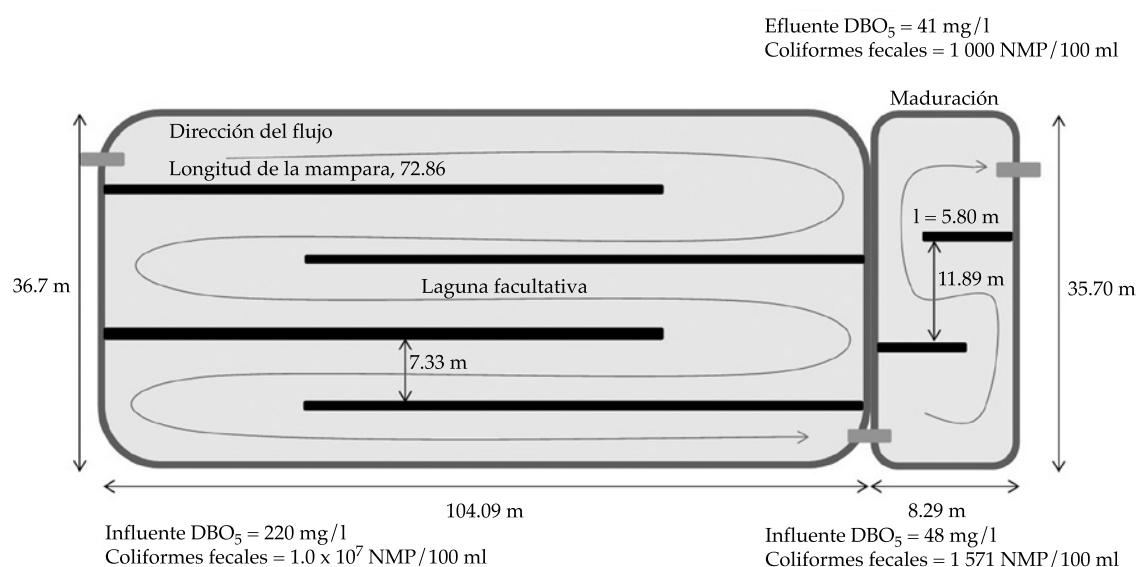 Efluente DBO₅ = 41 mg/l
Coliformes fecales = 1 000 NMP/100 ml
Maduración
Dirección del flujo
Longitud de la mampara, 72.86
l = 5.80 m
36.7 m
Laguna facultativa
11.89 m
35.70 m
7.33 m
104.09 m
8.29 m
Influente DBO₅ = 220 mg/l
Coliformes fecales = 1.0 x 10⁷ NMP/100 ml
Influente DBO₅ = 48 mg/l
Coliformes fecales = 1 571 NMP/100 ml